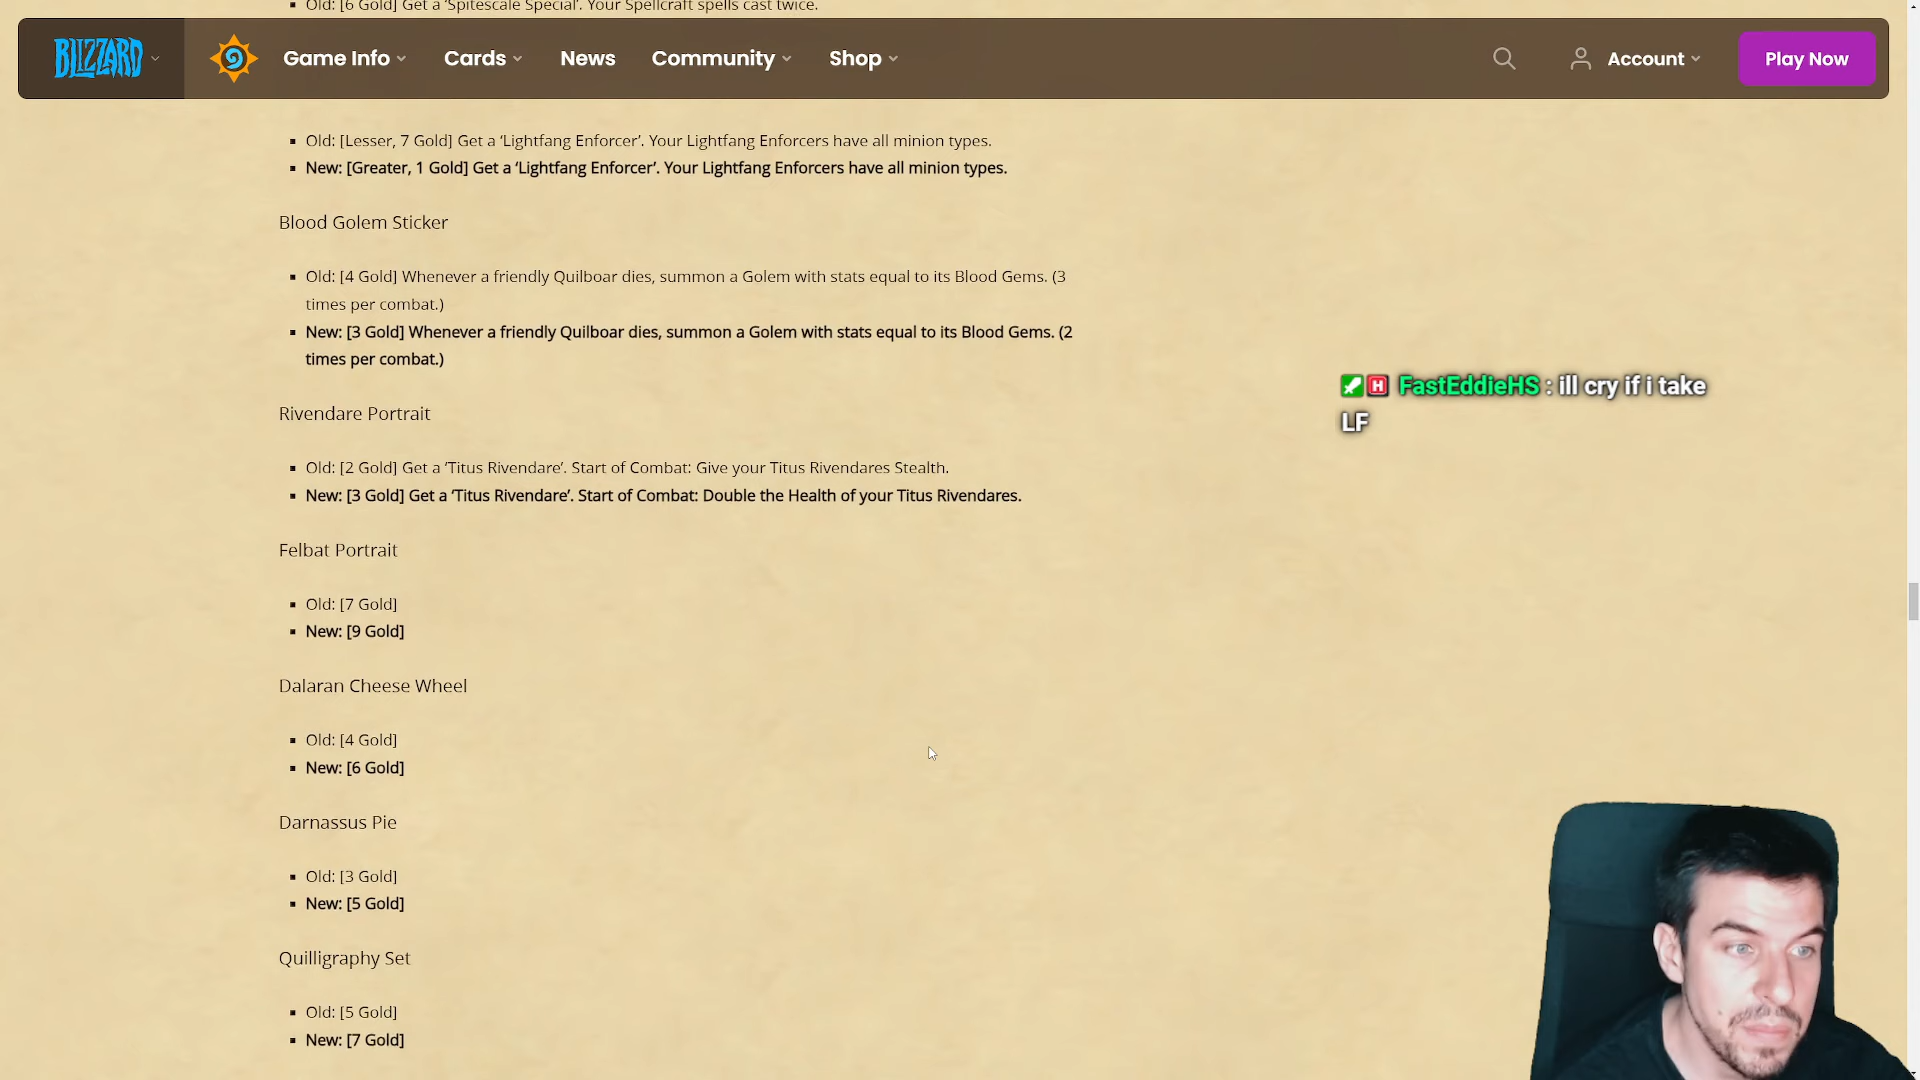 Old: [6 Gold] Get a ‘Spitescale Special’. Your Spellcraft spells cast twice.
BLIZZARD
Game Info
Cards
News
Community
Shop
Account
Play Now
Old: [Lesser, 7 Gold] Get a ‘Lightfang Enforcer’. Your Lightfang Enforcers have all minion types.
New: [Greater, 1 Gold] Get a ‘Lightfang Enforcer’. Your Lightfang Enforcers have all minion types.
Blood Golem Sticker
Old: [4 Gold] Whenever a friendly Quilboar dies, summon a Golem with stats equal to its Blood Gems. (3
times per combat.)
New: [3 Gold] Whenever a friendly Quilboar dies, summon a Golem with stats equal to its Blood Gems. (2
times per combat.)
H FastEddieHS : ill cry if i take
LF
Rivendare Portrait
Old: [2 Gold] Get a ‘Titus Rivendare’. Start of Combat: Give your Titus Rivendares Stealth.
New: [3 Gold] Get a ‘Titus Rivendare’. Start of Combat: Double the Health of your Titus Rivendares.
Felbat Portrait
Old: [7 Gold]
New: [9 Gold]
Dalaran Cheese Wheel
Old: [4 Gold]
New: [6 Gold]
Darnassus Pie
Old: [3 Gold]
New: [5 Gold]
Quilligraphy Set
Old: [5 Gold]
New: [7 Gold]